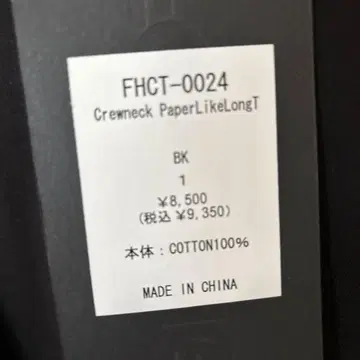 FHCT-0024
Crewneck PaperLikeLongT
BK
1
¥8,500
(税込 ¥9,350)
本体：COTTON100%
MADE IN CHINA